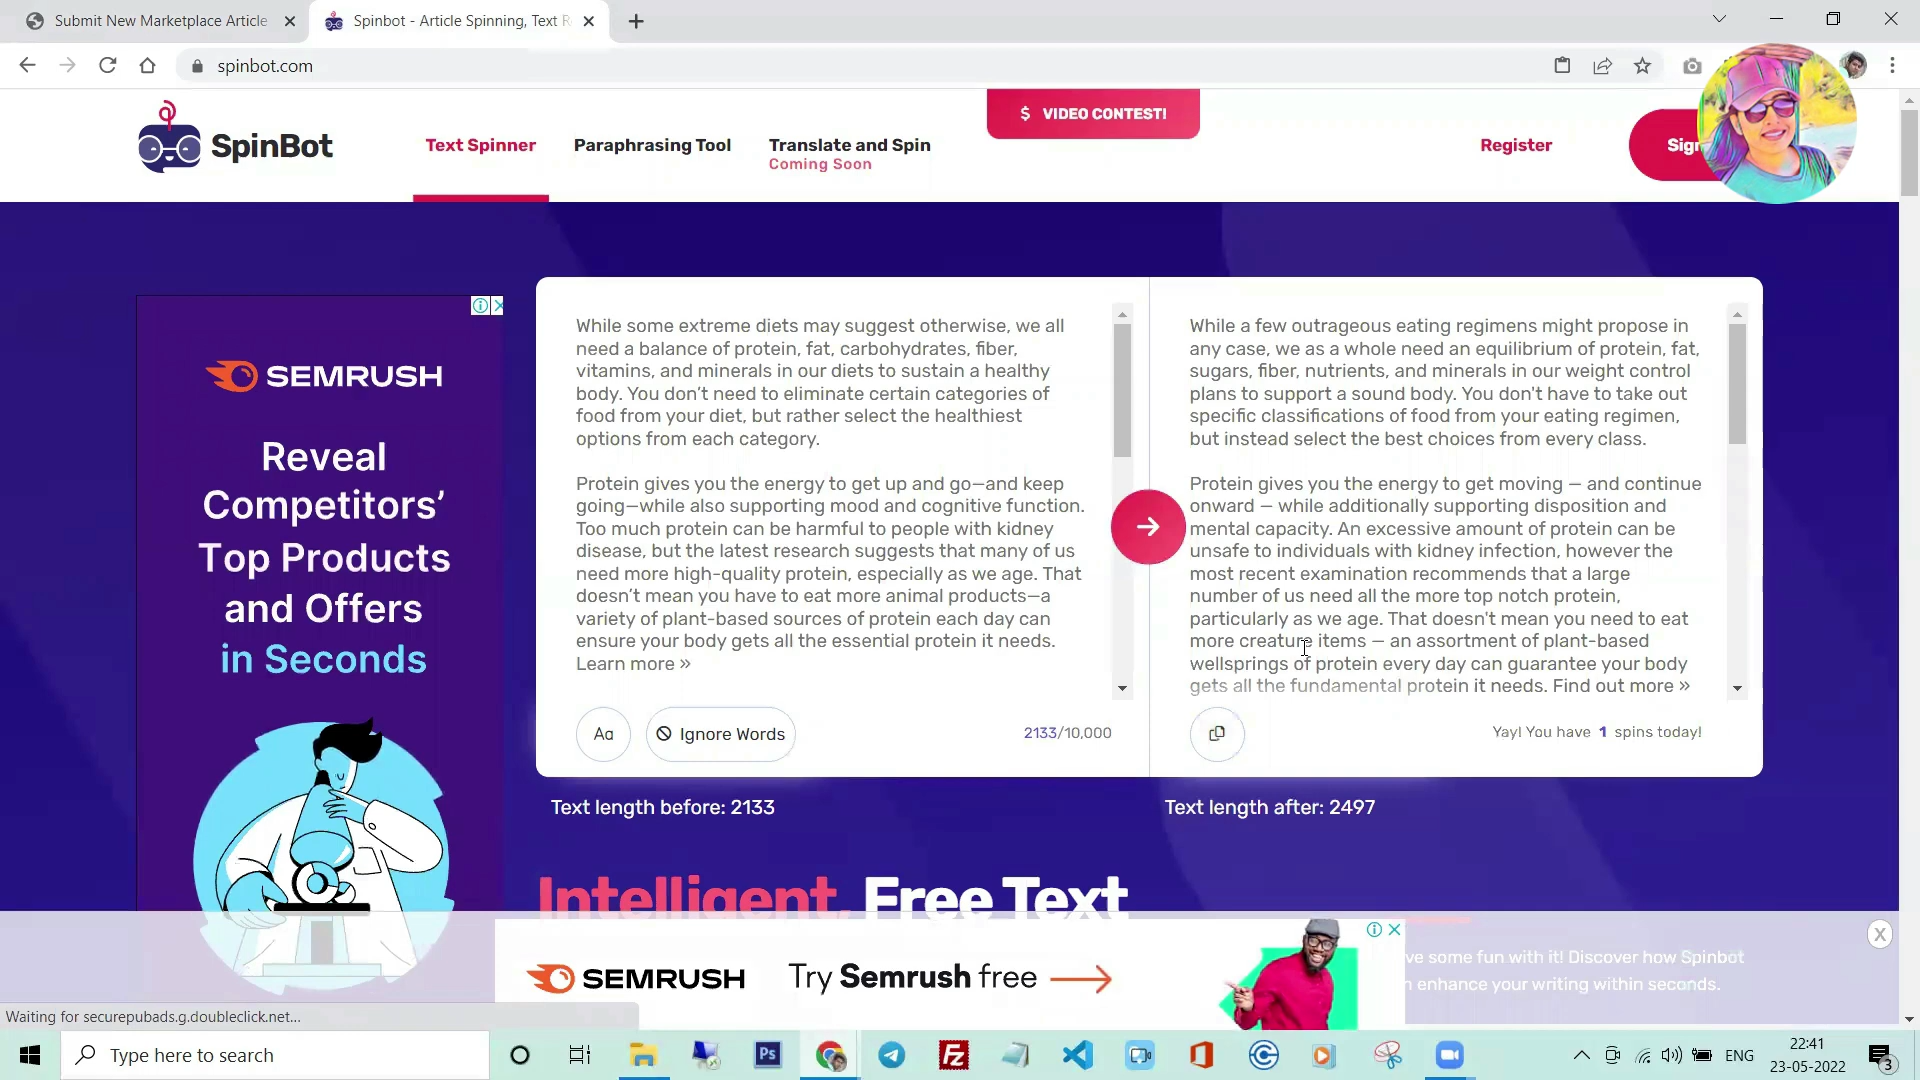 Submit New Marketplace Article
Spinbot - Article Spinning, Text R
spinbot.com
SpinBot
Text Spinner
Paraphrasing Tool
Translate and Spin
Coming Soon
$ VIDEO CONTEST!
Register
Sign
SEMRUSH
Reveal
Competitors’
Top Products
and Offers
in Seconds
While some extreme diets may suggest otherwise, we all
need a balance of protein, fat, carbohydrates, fiber,
vitamins, and minerals in our diets to sustain a healthy
body. You don’t need to eliminate certain categories of
food from your diet, but rather select the healthiest
options from each category.
Protein gives you the energy to get up and go—and keep
going—while also supporting mood and cognitive function.
Too much protein can be harmful to people with kidney
disease, but the latest research suggests that many of us
need more high-quality protein, especially as we age. That
doesn’t mean you have to eat more animal products—a
variety of plant-based sources of protein each day can
ensure your body gets all the essential protein it needs.
Learn more »
Aa
Ignore Words
2133/10,000
While a few outrageous eating regimens might propose in
any case, we as a whole need an equilibrium of protein, fat,
sugars, fiber, nutrients, and minerals in our weight control
plans to support a sound body. You don't have to take out
specific classifications of food from your eating regimen,
but instead select the best choices from every class.
Protein gives you the energy to get moving — and continue
onward — while additionally supporting disposition and
mental capacity. An excessive amount of protein can be
unsafe to individuals with kidney infection, however the
most recent examination recommends that a large
number of us need all the more top notch protein,
particularly as we age. That doesn't mean you need to eat
more creature items — an assortment of plant-based
wellsprings of protein every day can guarantee your body
gets all the fundamental protein it needs. Find out more »
Yay! You have 1 spins today!
Text length before: 2133
Text length after: 2497
Intelligent, Free Text
SEMRUSH
Try Semrush free
ve some fun with it! Discover how Spinbot
enhance your writing within seconds.
X
Waiting for securepubads.g.doubleclick.net...
Type here to search
Ps
Fz
ENG
22:41
23-05-2022
3